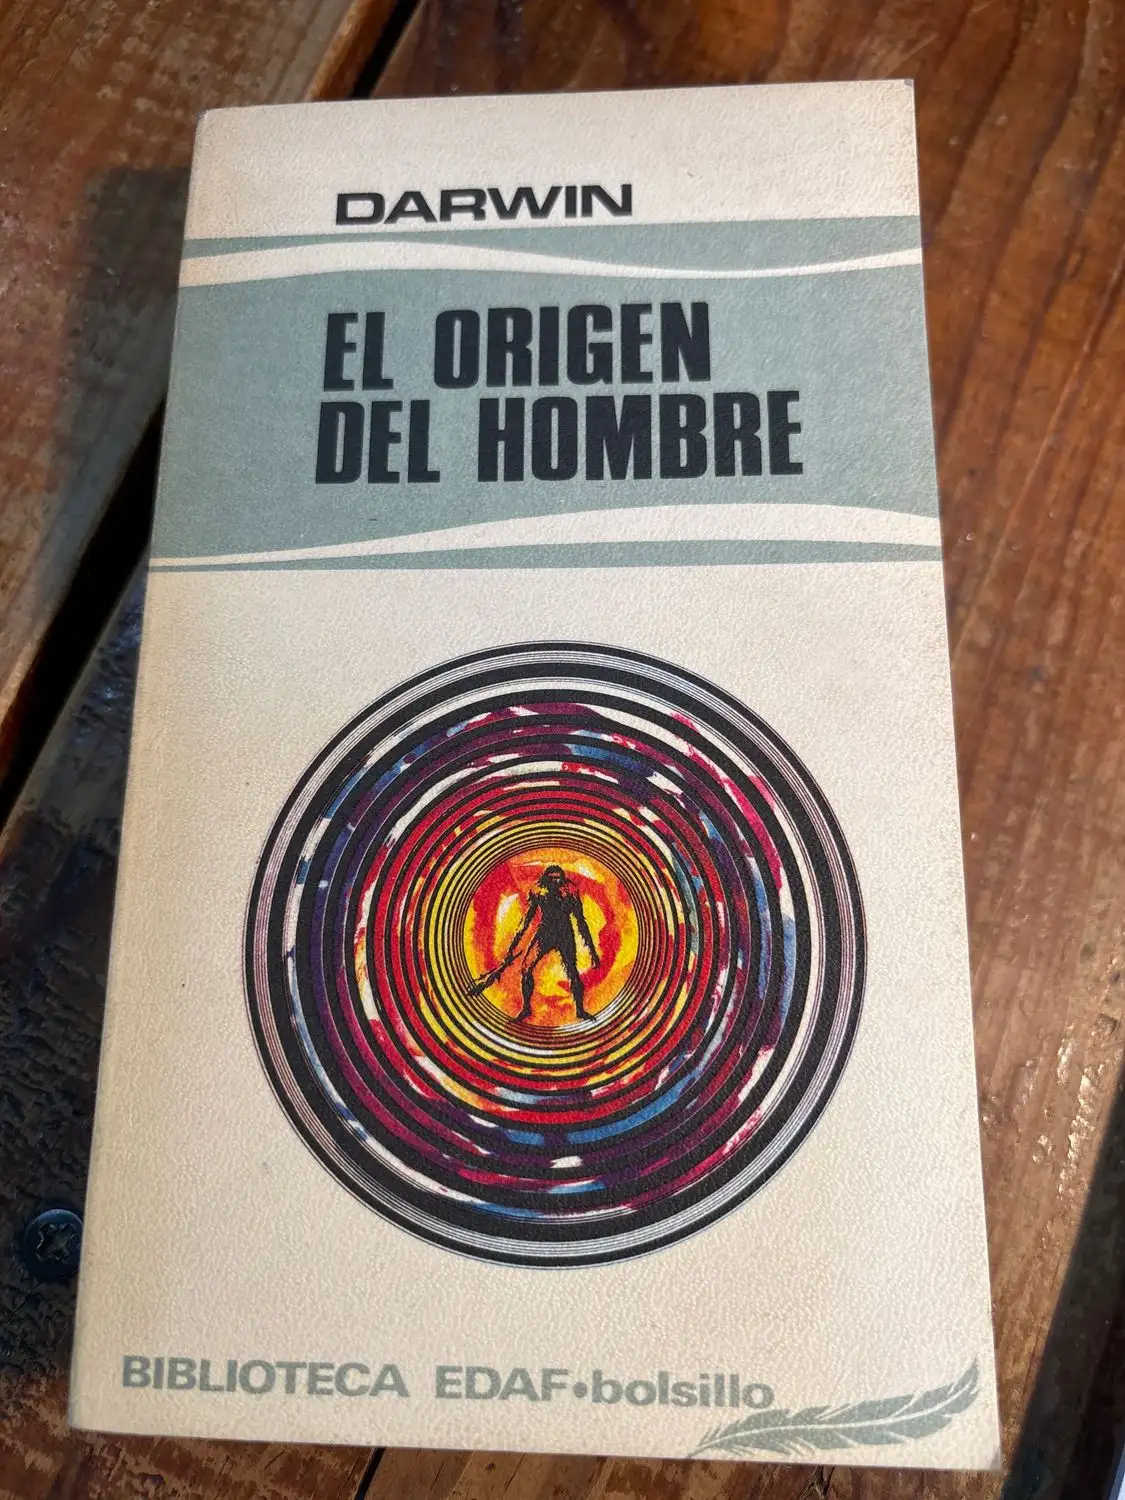 DARWIN
EL ORIGEN
DEL HOMBRE
BIBLIOTECA EDAF•bolsillo